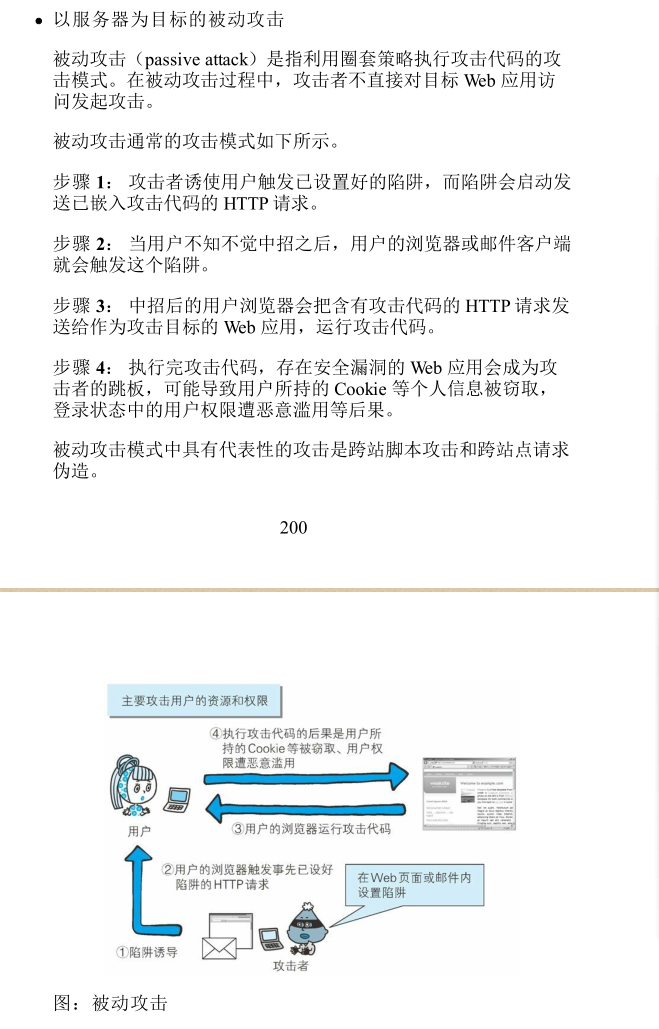 • 以服务器为目标的被动攻击
被动攻击（passive attack）是指利用圈套策略执行攻击代码的攻
击模式。在被动攻击过程中，攻击者不直接对目标 Web 应用访
问发起攻击。
被动攻击通常的攻击模式如下所示。
步骤 1： 攻击者诱使用户触发已设置好的陷阱，而陷阱会启动发
送已嵌入攻击代码的 HTTP 请求。
步骤 2： 当用户不知不觉中招之后，用户的浏览器或邮件客户端
就会触发这个陷阱。
步骤 3： 中招后的用户浏览器会把含有攻击代码的 HTTP 请求发
送给作为攻击目标的 Web 应用，运行攻击代码。
步骤 4： 执行完攻击代码，存在安全漏洞的 Web 应用会成为攻
击者的跳板，可能导致用户所持的 Cookie 等个人信息被窃取，
登录状态中的用户权限遭恶意滥用等后果。
被动攻击模式中具有代表性的攻击是跨站脚本攻击和跨站点请求
伪造。
200
主要攻击用户的资源和权限
④执行攻击代码的后果是用户所
持的Cookie等被窃取、用户权
限遭恶意滥用
用户
③用户的浏览器运行攻击代码
②用户的浏览器触发事先已设好
陷阱的HTTP请求
在Web页面或邮件内
设置陷阱
①陷阱诱导
攻击者
图：被动攻击